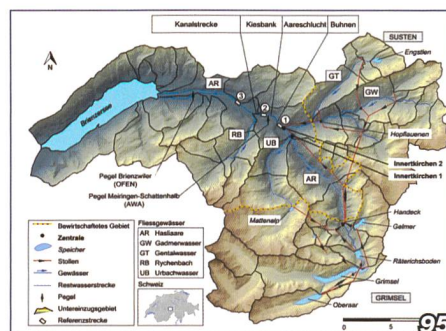 Kanalstrecke Kiesbank Aareschlucht Buhnen
SUSTEN
Engstlen
N
AR
GT
GW
3
2
1
Brienzersee
RB
UB
Hopflauenen
Innertkirchen 2
Innertkirchen 1
Pegel Brienzwiler
(OFEN)
Pegel Meiringen-Schattenhalb
(AWA)
AR
Mattenalp
Handeck
Gelmer
Räterichsboden
Grimsel
GRIMSEL
Oberaar
Bewirtschaftetes Gebiet
Zentrale
Speicher
Stollen
Gewässer
Restwasserstrecke
Pegel
Untereinzugsgebiet
Referenzstrecke
Fliessgewässer
AR Hasliaare
GW Gadmerwasser
GT Gentalwasser
RB Rychenbach
UB Urbachwasser
Schweiz
0 5
95